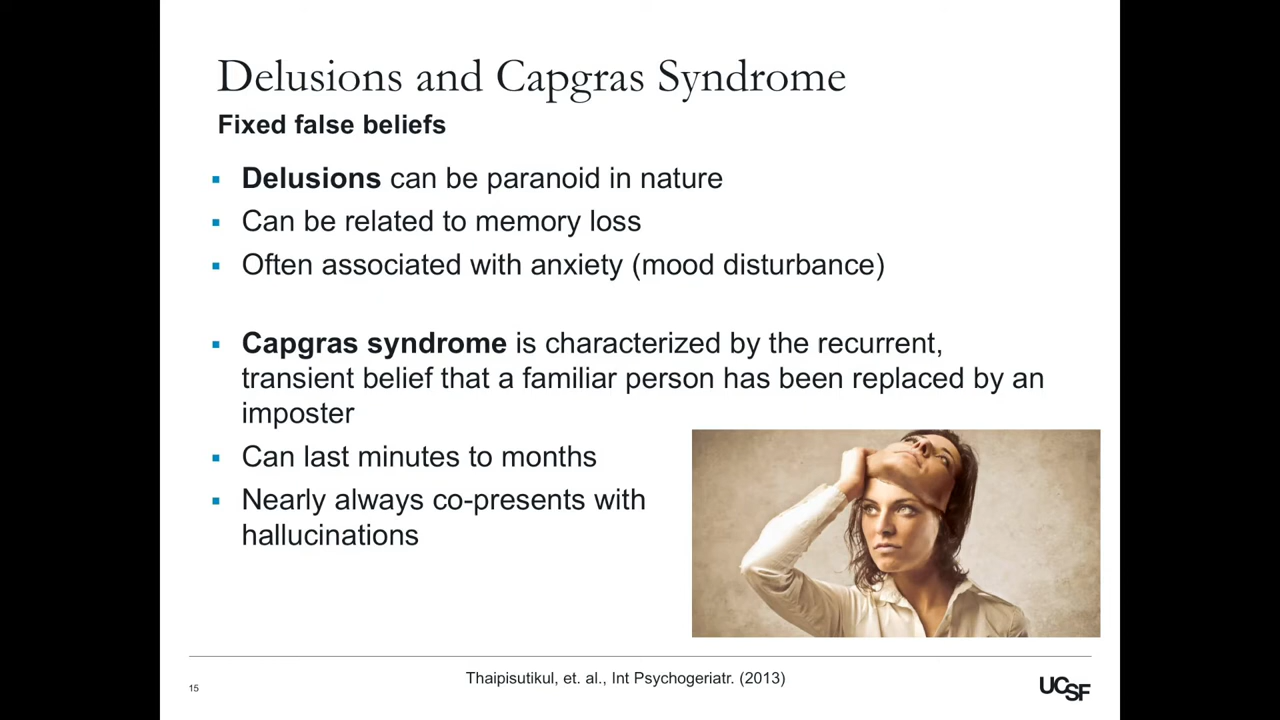 Delusions and Capgras Syndrome
Fixed false beliefs
▪ Delusions can be paranoid in nature
▪ Can be related to memory loss
▪ Often associated with anxiety (mood disturbance)
▪ Capgras syndrome is characterized by the recurrent,
transient belief that a familiar person has been replaced by an
imposter
▪ Can last minutes to months
▪ Nearly always co-presents with
hallucinations
Thaipisutikul, et. al., Int Psychogeriatr. (2013)
15
UCSF